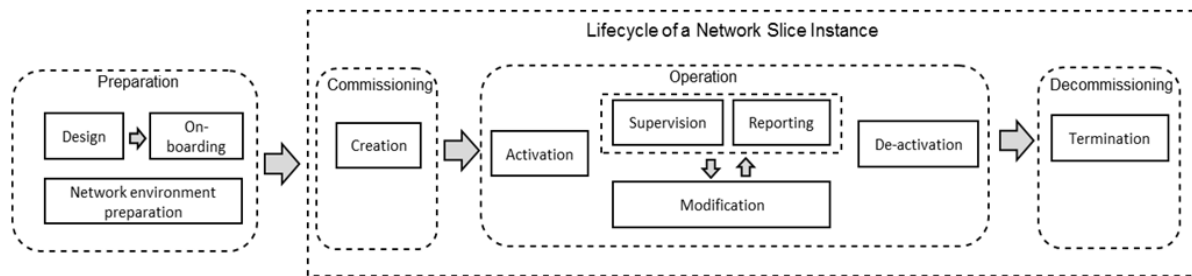 Lifecycle of a Network Slice Instance
Preparation
Design
On-
boarding
Network environment
preparation
Commissioning
Creation
Operation
Activation
Supervision
Reporting
Modification
De-activation
Decommissioning
Termination